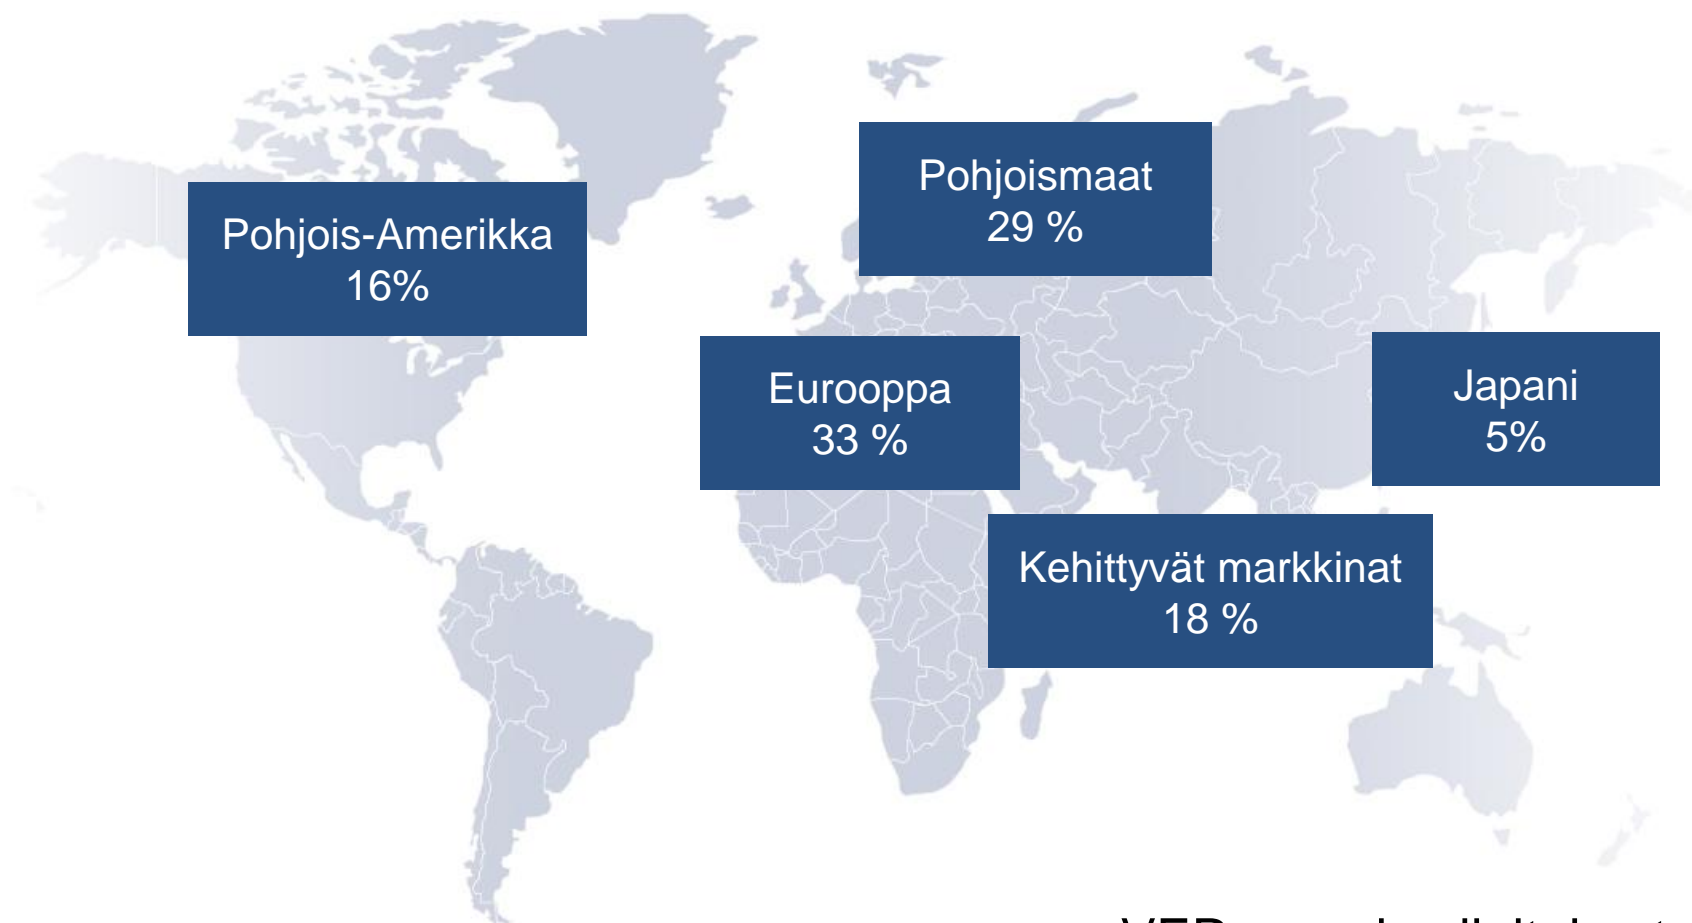 Pohjoismaat
29 %
Pohjois-Amerikka
16%
Eurooppa
33 %
Japani
5%
Kehittyvät markkinat
18 %